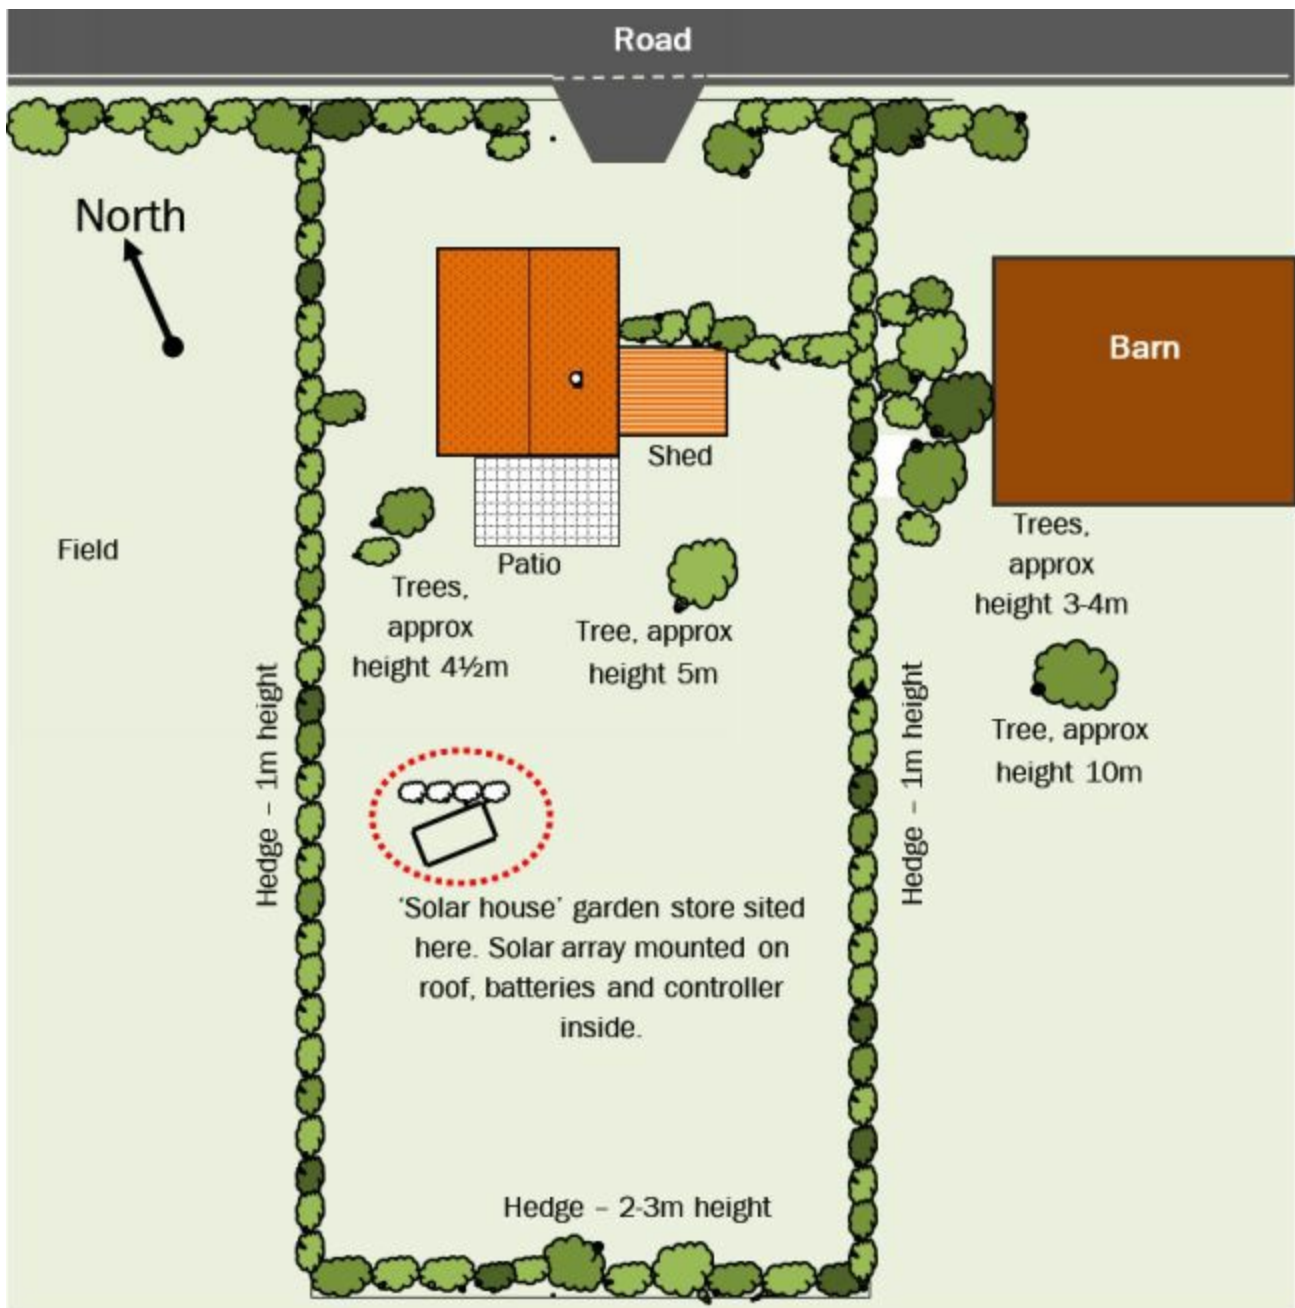 Road
North
Barn
Shed
Field
Patio
Trees,
approx
height 4½m
Tree, approx
height 5m
Trees,
approx
height 3-4m
Tree, approx
height 10m
Hedge – 1m height
Hedge – 1m height
‘Solar house’ garden store sited
here. Solar array mounted on
roof, batteries and controller
inside.
Hedge – 2-3m height